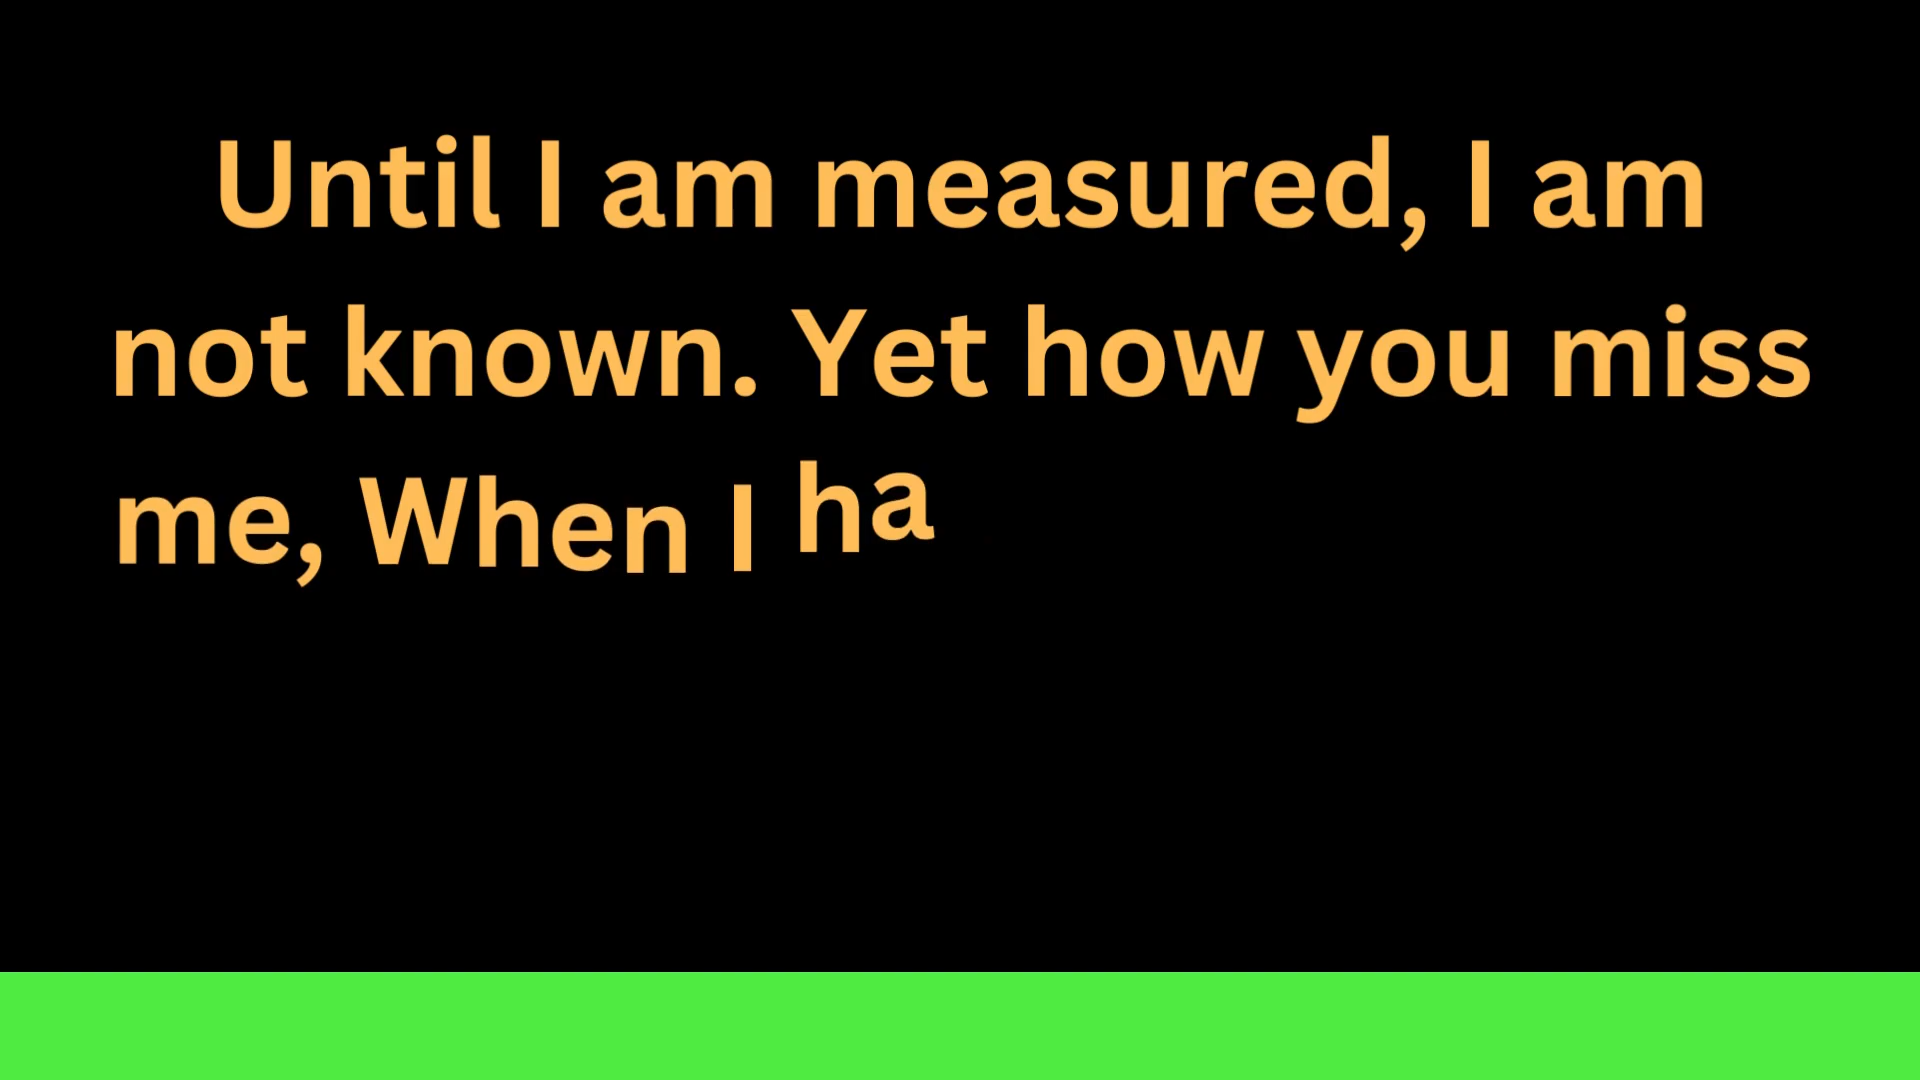 Until I am measured, I am
not known. Yet how you miss
me, When I ha